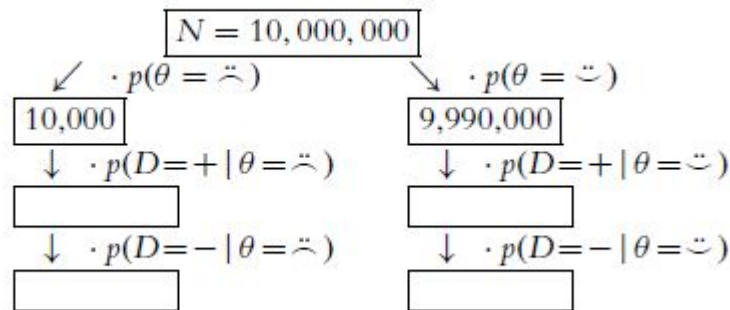 N = 10, 000, 000
↙ · p(θ = ⍨) ↘ · p(θ = ⍤)
10,000 9,990,000
↓ · p(D=+ | θ = ⍨) ↓ · p(D=+ | θ = ⍤)
↓ · p(D=− | θ = ⍨) ↓ · p(D=− | θ = ⍤)